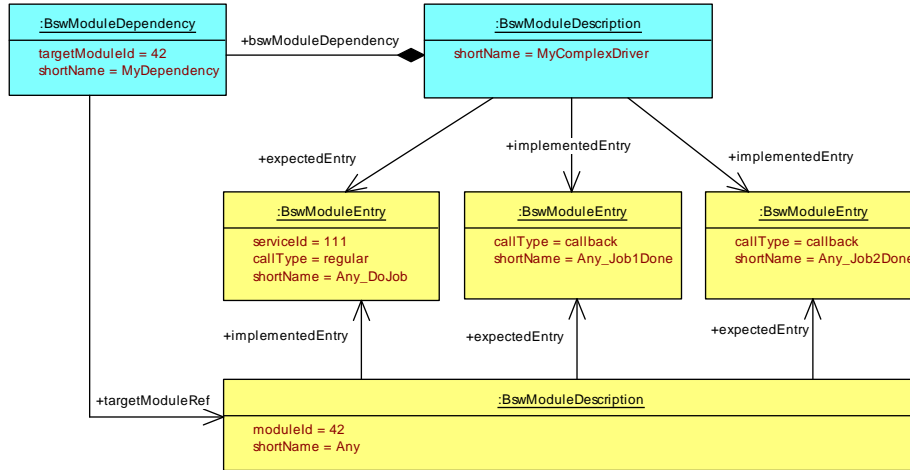 :BswModuleDependency
targetModuleId = 42
shortName = MyDependency
+bswModuleDependency
:BswModuleDescription
shortName = MyComplexDriver
+expectedEntry
+implementedEntry
+implementedEntry
:BswModuleEntry
serviceId = 111
callType = regular
shortName = Any_DoJob
:BswModuleEntry
callType = callback
shortName = Any_Job1Done
:BswModuleEntry
callType = callback
shortName = Any_Job2Done
+implementedEntry
+expectedEntry
+expectedEntry
+targetModuleRef
:BswModuleDescription
moduleId = 42
shortName = Any